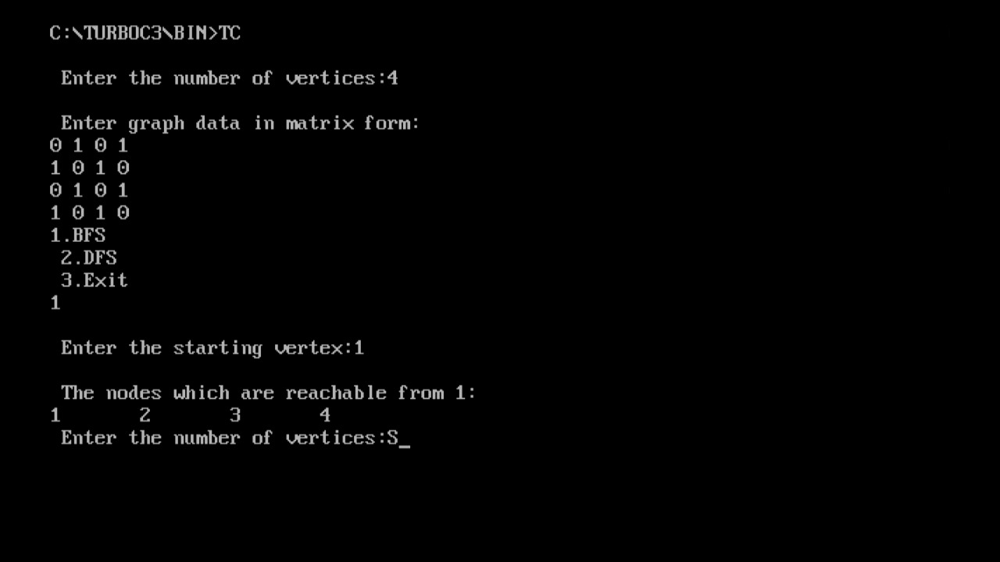 C:\TURBOC3\BIN>TC
Enter the number of vertices:4
Enter graph data in matrix form:
0 1 0 1
1 0 1 0
0 1 0 1
1 0 1 0
1.BFS
2.DFS
3.Exit
1
Enter the starting vertex:1
The nodes which are reachable from 1:
1 2 3 4
Enter the number of vertices:S_